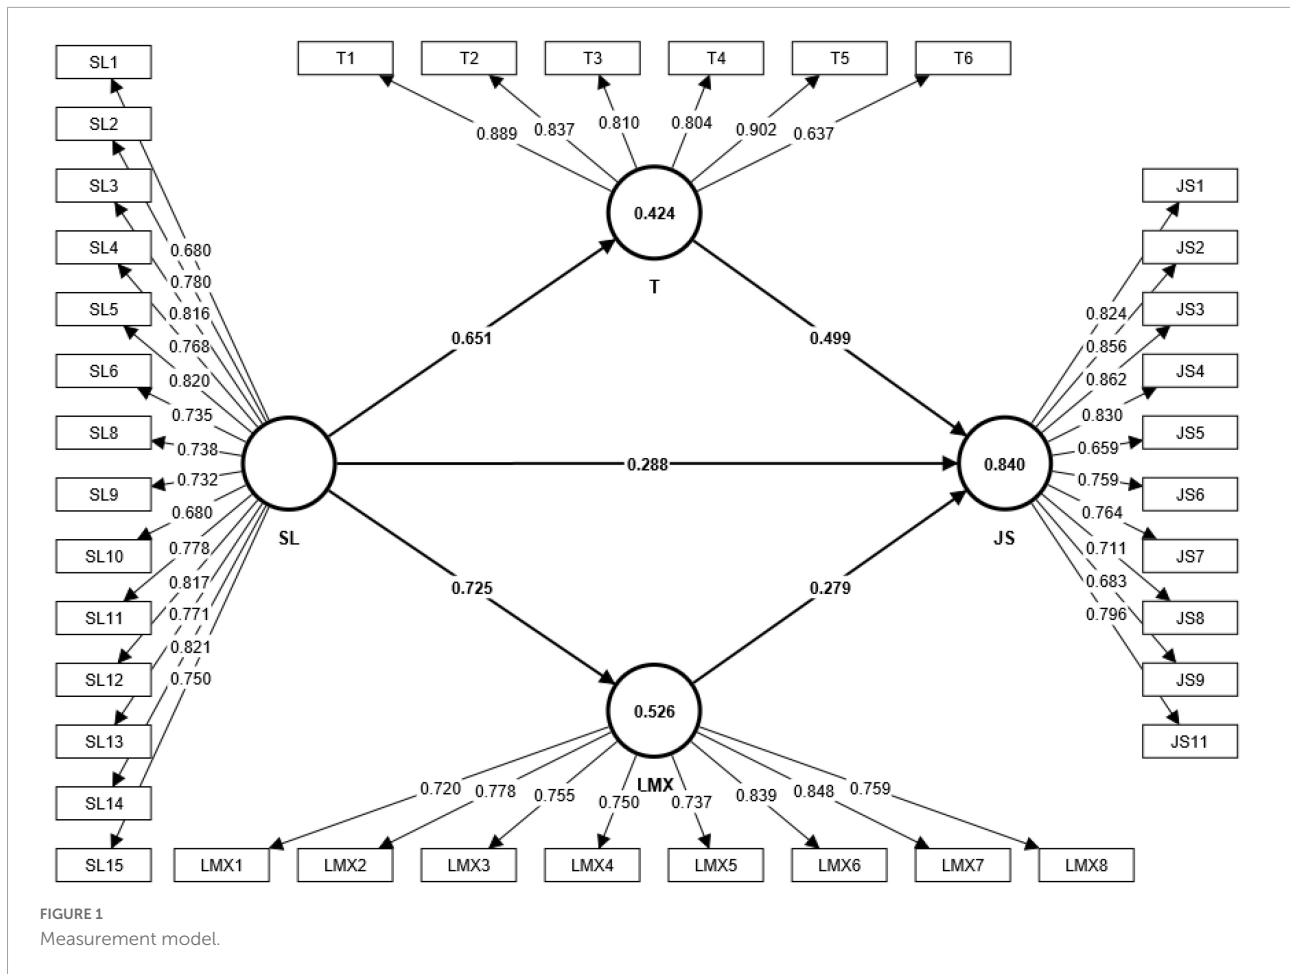 SL1
SL2
SL3
SL4
SL5
SL6
SL8
SL9
SL10
SL11
SL12
SL13
SL14
SL15
0.680
0.780
0.816
0.768
0.820
0.735
0.738
0.732
0.680
0.778
0.817
0.771
0.821
0.750
SL
T1 T2 T3 T4 T5 T6
0.889 0.837 0.810 0.804 0.902 0.637
0.424
T
0.651
0.499
0.288
0.725
0.279
0.526
LMX
0.720 0.778 0.755 0.750 0.737 0.839 0.848 0.759
LMX1 LMX2 LMX3 LMX4 LMX5 LMX6 LMX7 LMX8
0.840
JS
0.824
0.856
0.862
0.830
0.659
0.759
0.764
0.711
0.683
0.796
JS1
JS2
JS3
JS4
JS5
JS6
JS7
JS8
JS9
JS11
FIGURE 1
Measurement model.